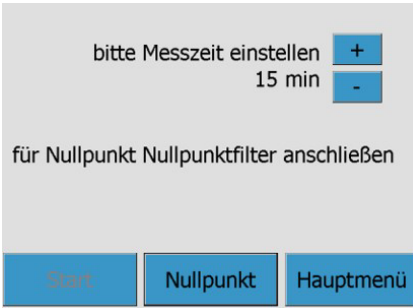 bitte Messzeit einstellen +
15 min -
für Nullpunkt Nullpunktfilter anschließen
Start Nullpunkt Hauptmenü